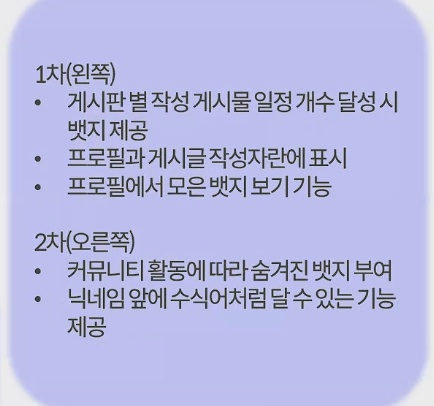 1차(왼쪽)
• 게시판 별 작성 게시물 일정 개수 달성 시
뱃지 제공
• 프로필과 게시글 작성자란에 표시
• 프로필에서 모은 뱃지 보기 기능
2차(오른쪽)
• 커뮤니티 활동에 따라 숨겨진 뱃지 부여
• 닉네임 앞에 수식어처럼 달 수 있는 기능
제공